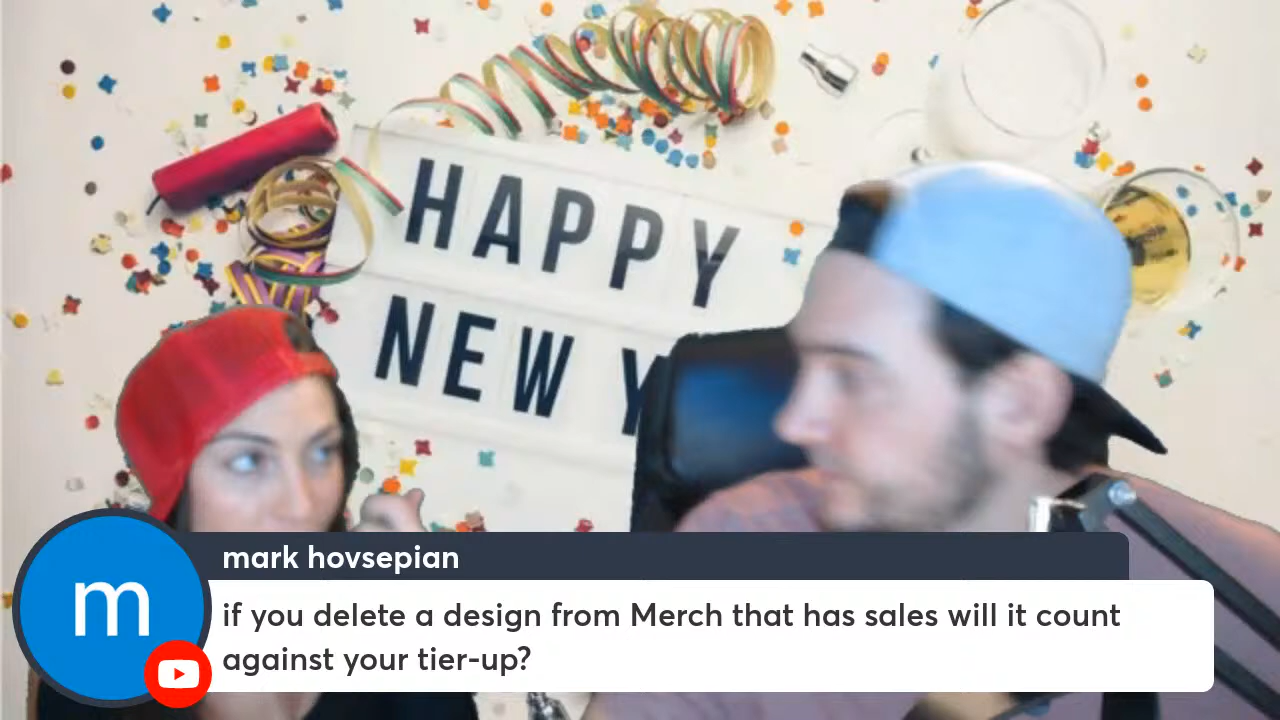 HAPPY
NEW Y
mark hovsepian
m
if you delete a design from Merch that has sales will it count
against your tier-up?